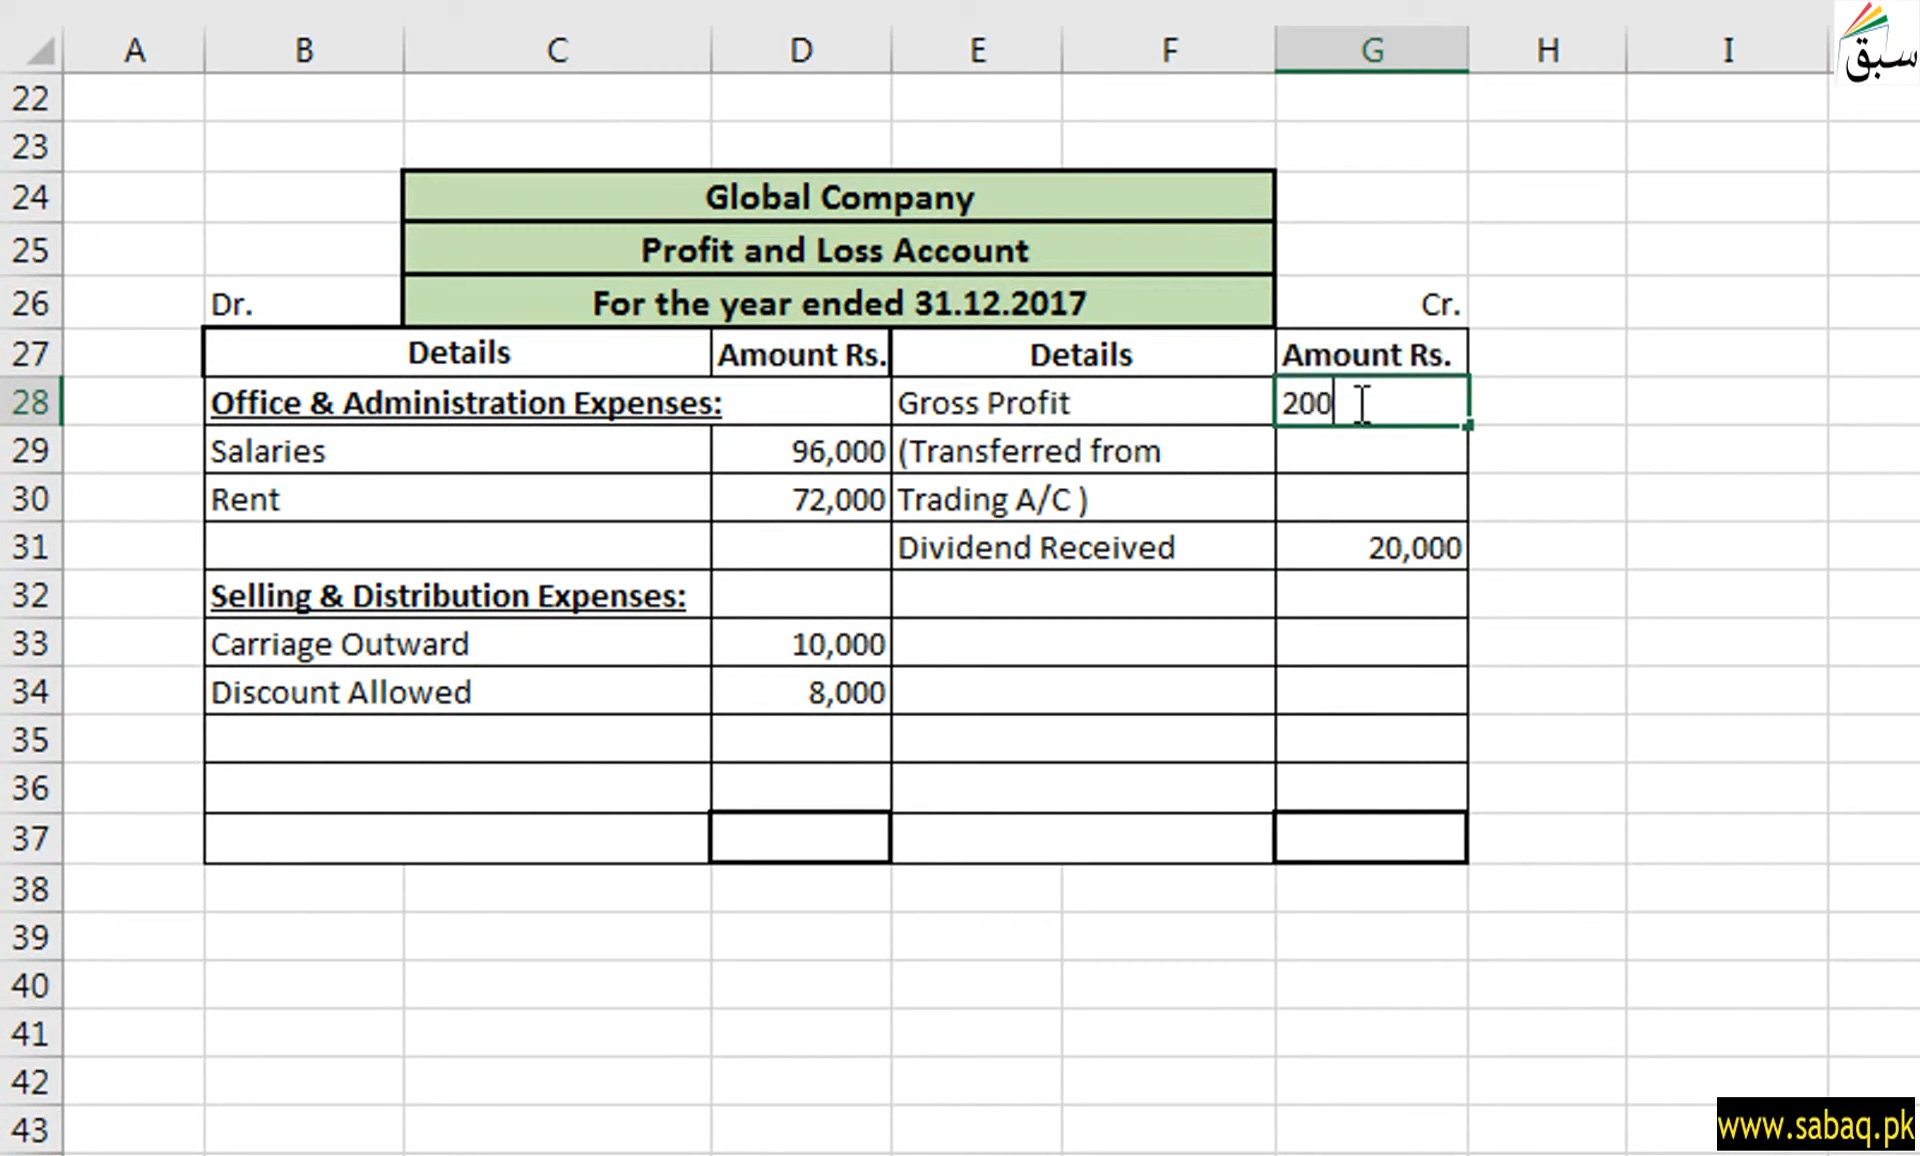 سبق
A B C D E F G H I
22
23
24 Global Company
25 Profit and Loss Account
26 Dr. For the year ended 31.12.2017 Cr.
27 Details Amount Rs. Details Amount Rs.
28 Office & Administration Expenses: Gross Profit 200
29 Salaries 96,000 (Transferred from
30 Rent 72,000 Trading A/C )
31 Dividend Received 20,000
32 Selling & Distribution Expenses:
33 Carriage Outward 10,000
34 Discount Allowed 8,000
35
36
37
38
39
40
41
42
43
www.sabaq.pk